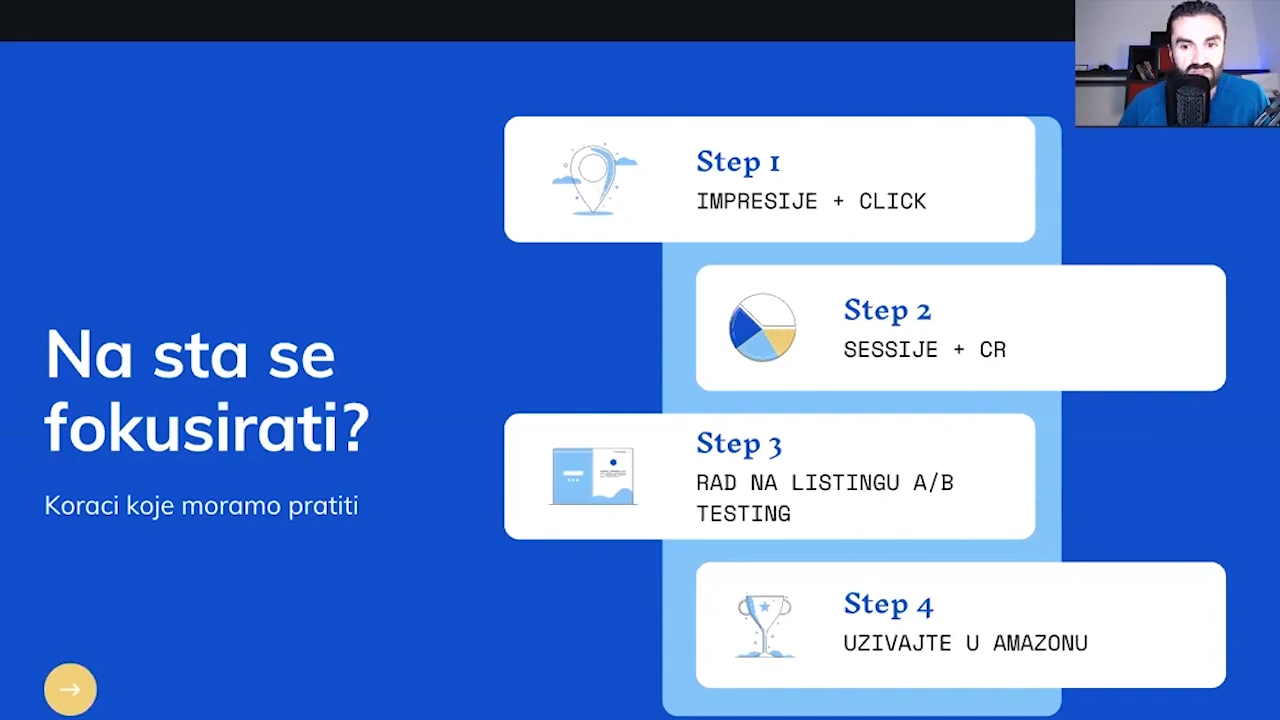 Na sta se
fokusirati?
Koraci koje moramo pratiti
Step 1
IMPRESIJE + CLICK
Step 2
SESSIJE + CR
Step 3
RAD NA LISTINGU A/B
TESTING
Step 4
UZIVAJTE U AMAZONU